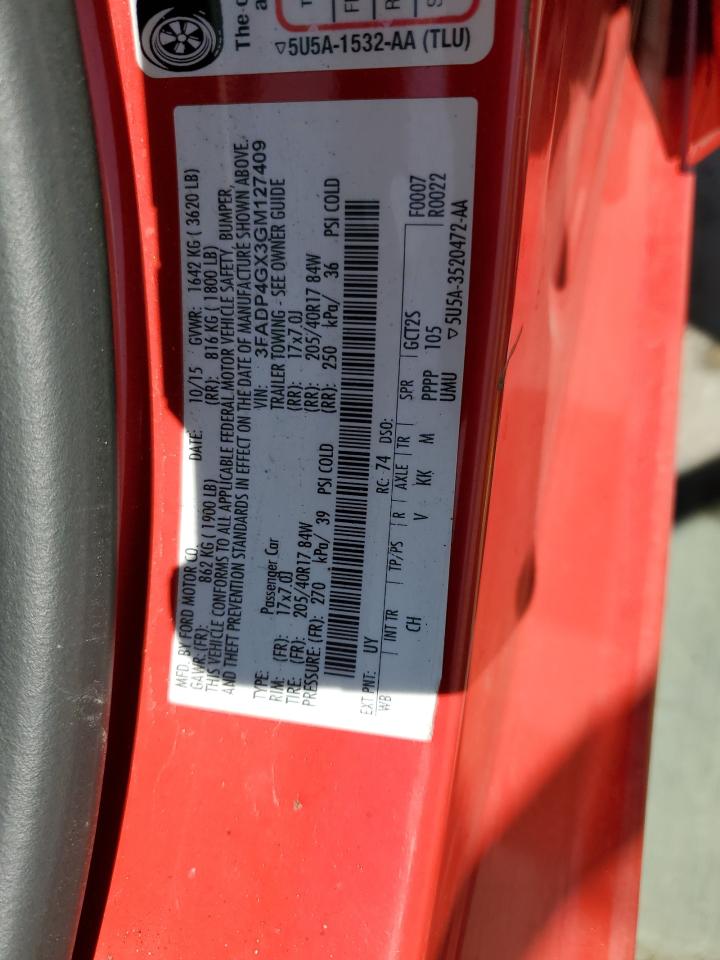 The-c
a
T
FI
R
S
▽5U5A-1532-AA (TLU)
MFD. BY FORD MOTOR CO.
DATE: 10/15 GVWR: 1642 KG ( 3620 LB)
GAWR: (FR): 862 KG ( 1900 LB) (RR): 816 KG ( 1800 LB)
THIS VEHICLE CONFORMS TO ALL APPLICABLE FEDERAL MOTOR VEHICLE SAFETY, BUMPER,
AND THEFT PREVENTION STANDARDS IN EFFECT ON THE DATE OF MANUFACTURE SHOWN ABOVE.
VIN: 3FADP4GX3GM127409
TYPE: Passenger Car TRAILER TOWING - SEE OWNER GUIDE
RIM: (FR): 17x7.0J (RR): 17x7.0J
TIRE: (FR): 205/40R17 84W (RR): 205/40R17 84W
PRESSURE: (FR): 270 kPa/ 39 PSI COLD (RR): 250 kPa/ 36 PSI COLD
EXT PNT: UY RC: 74 DSO: F0007
WB INT TR TP/PS R AXLE TR SPR GCT2S R0022
CH V KK M PPPP 105
UMU ▽5U5A-3520472-AA